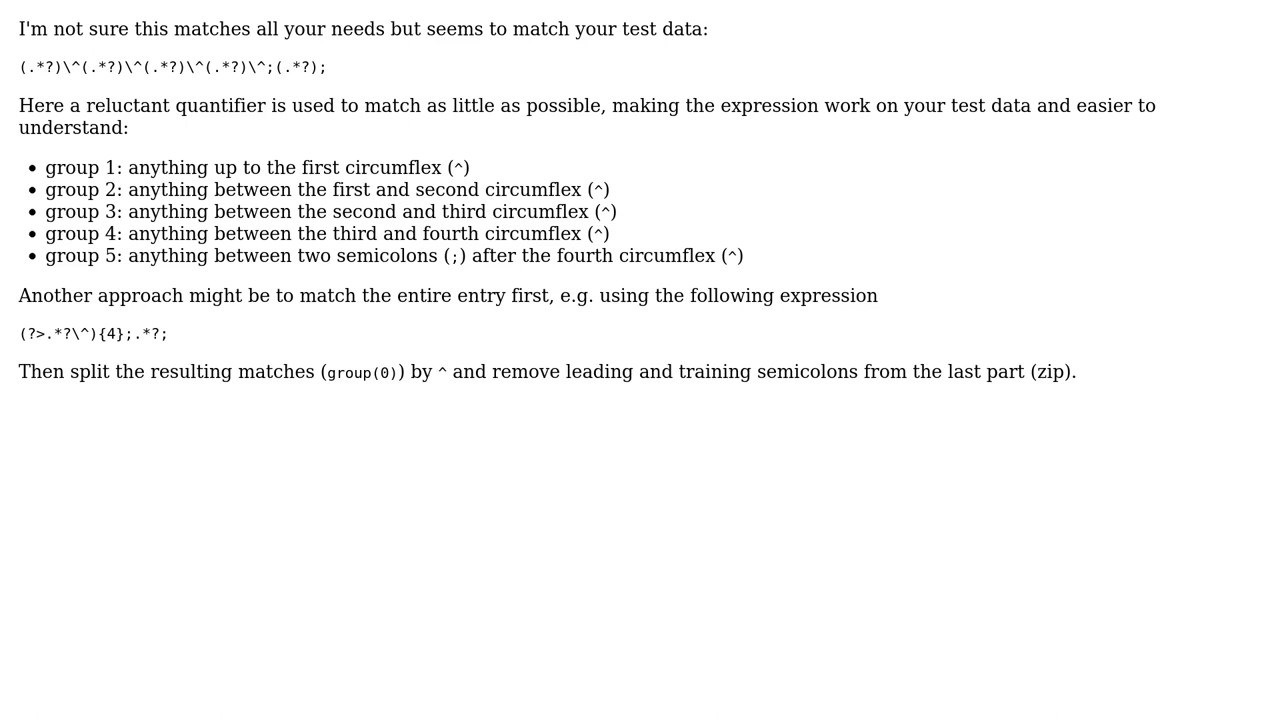 I'm not sure this matches all your needs but seems to match your test data:
(.*?)\^(.*?)\^(.*?)\^(.*?)\^;(.*?);
Here a reluctant quantifier is used to match as little as possible, making the expression work on your test data and easier to
understand:
• group 1: anything up to the first circumflex (^)
• group 2: anything between the first and second circumflex (^)
• group 3: anything between the second and third circumflex (^)
• group 4: anything between the third and fourth circumflex (^)
• group 5: anything between two semicolons (;) after the fourth circumflex (^)
Another approach might be to match the entire entry first, e.g. using the following expression
(?>.*?\^){4};.*?;
Then split the resulting matches (group(0)) by ^ and remove leading and training semicolons from the last part (zip).